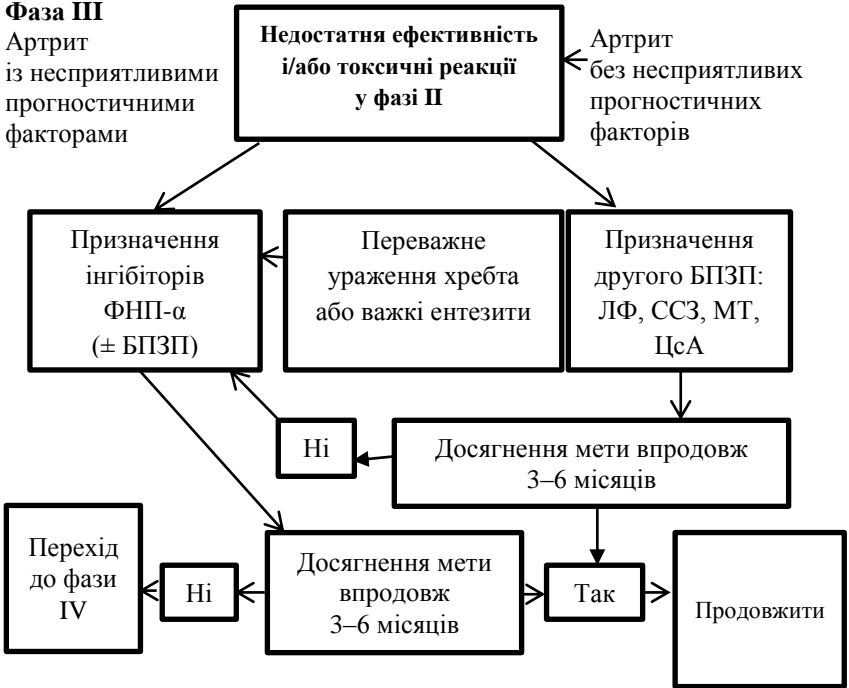 Фаза III
Артрит
із несприятливими
прогностичними
факторами
Недостатня ефективність
і/або токсичні реакції
у фазі II
Артрит
без несприятливих
прогностичних
факторів
Призначення
інгібіторів
ФНП-α
(± БПЗП)
Переважне
ураження хребта
або важкі ентезити
Призначення
другого БПЗП:
ЛФ, ССЗ, МТ,
ЦсА
Ні
Досягнення мети впродовж
3–6 місяців
Перехід
до фази
IV
Ні
Досягнення мети
впродовж
3–6 місяців
Так
Продовжити